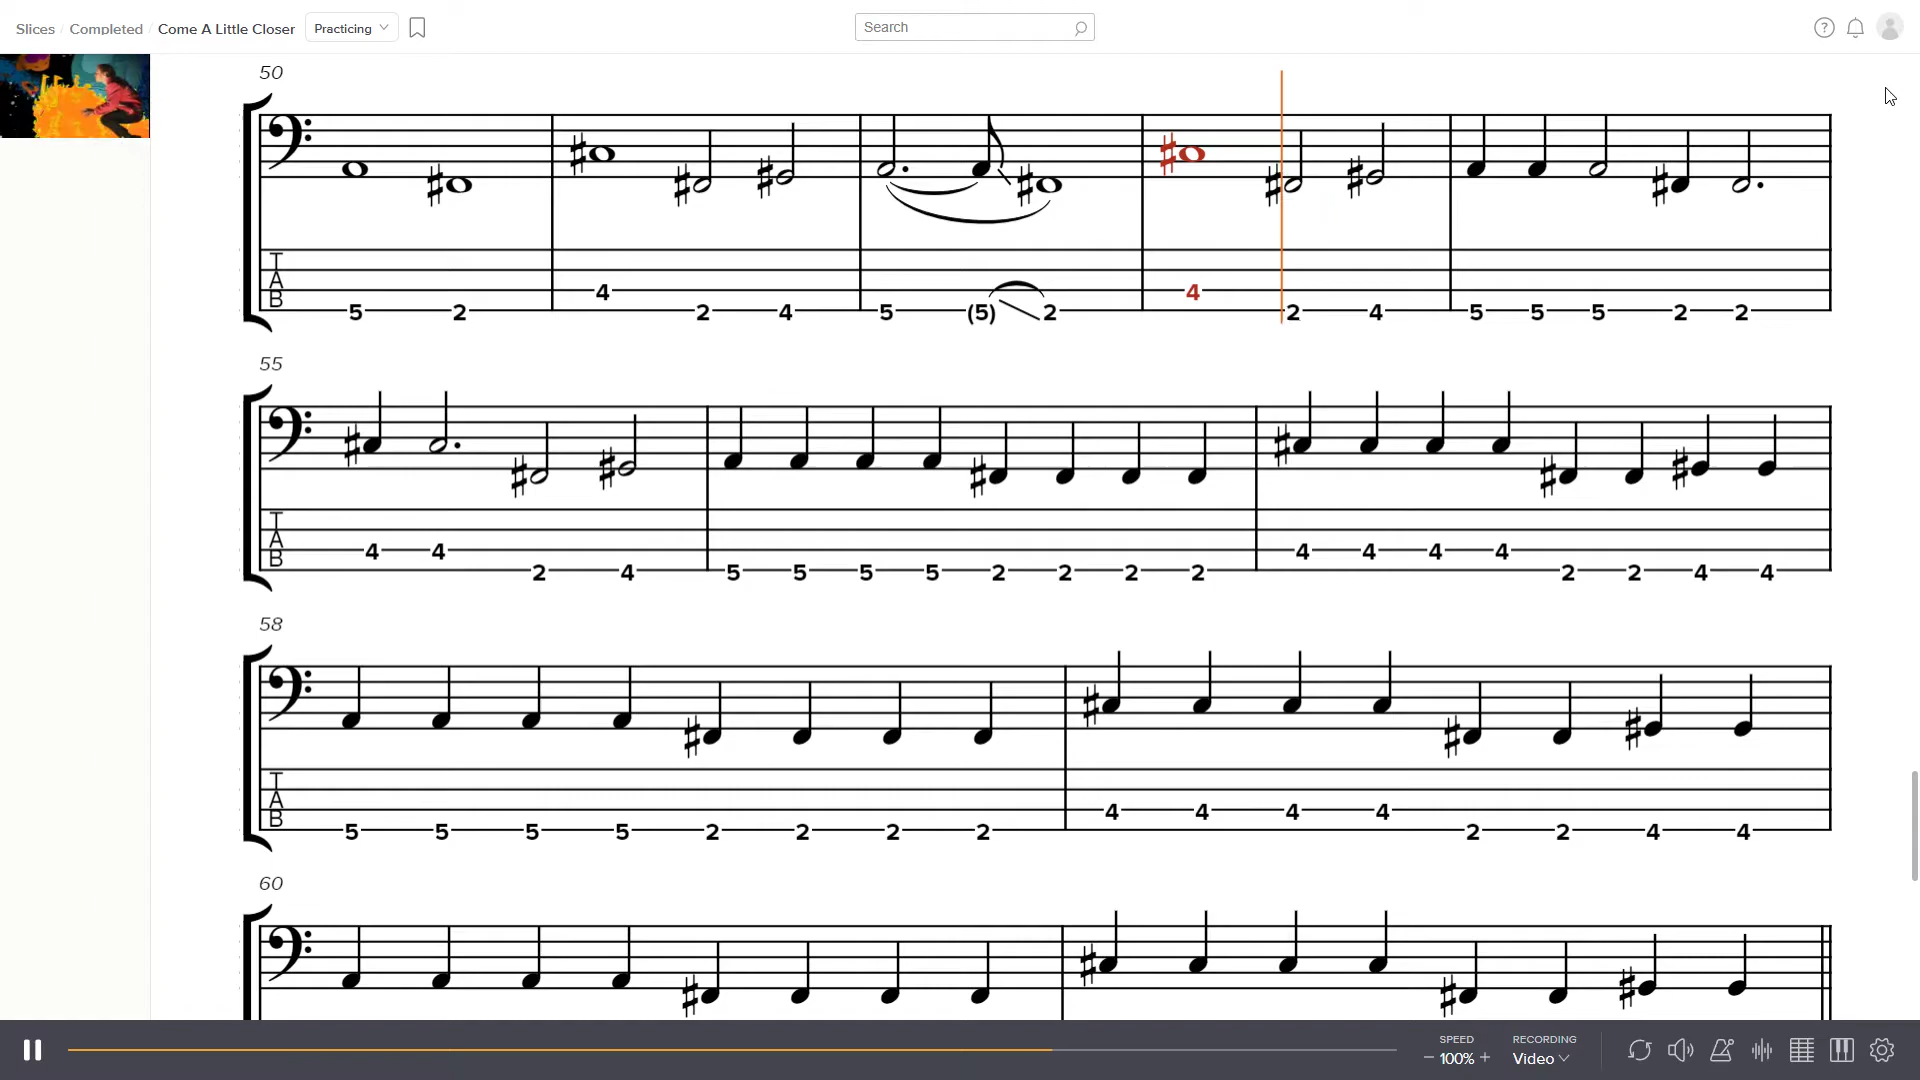 Slices / Completed / Come A Little Closer Practicing
Search
50
T
A
B
5 2 4 2 4 5 (5) 2 4 2 4 5 5 5 2 2
55
T
A
B
4 4 2 4 5 5 5 5 2 2 2 2 4 4 4 4 2 2 4 4
58
T
A
B
5 5 5 5 2 2 2 2 4 4 4 4 2 2 4 4
60
SPEED
− 100% +
RECORDING
Video